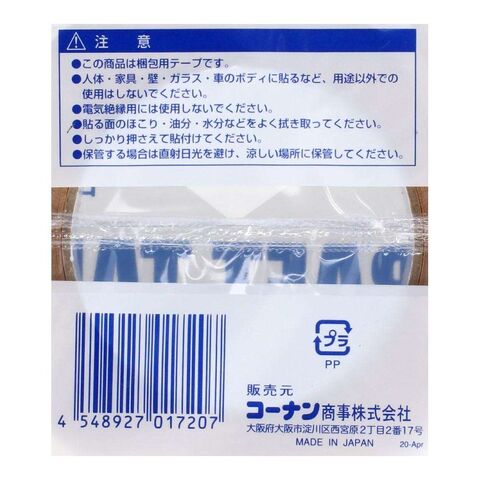 注意
●この商品は梱包用テープです。
●人体・家具・壁・ガラス・車のボディに貼るなど、用途以外での
使用はしないでください。
●電気絶縁用には使用しないでください。
●貼る面のほこり・油分・水分などをよく拭き取ってください。
●しっかり押さえて貼付けてください。
●保管する場合は直射日光を避け、涼しい場所に保管してください。
プラ
PP
販売元
コーナン商事株式会社
大阪府大阪市淀川区西宮原2丁目2番17号
MADE IN JAPAN
20-Apr
4 548927 017207